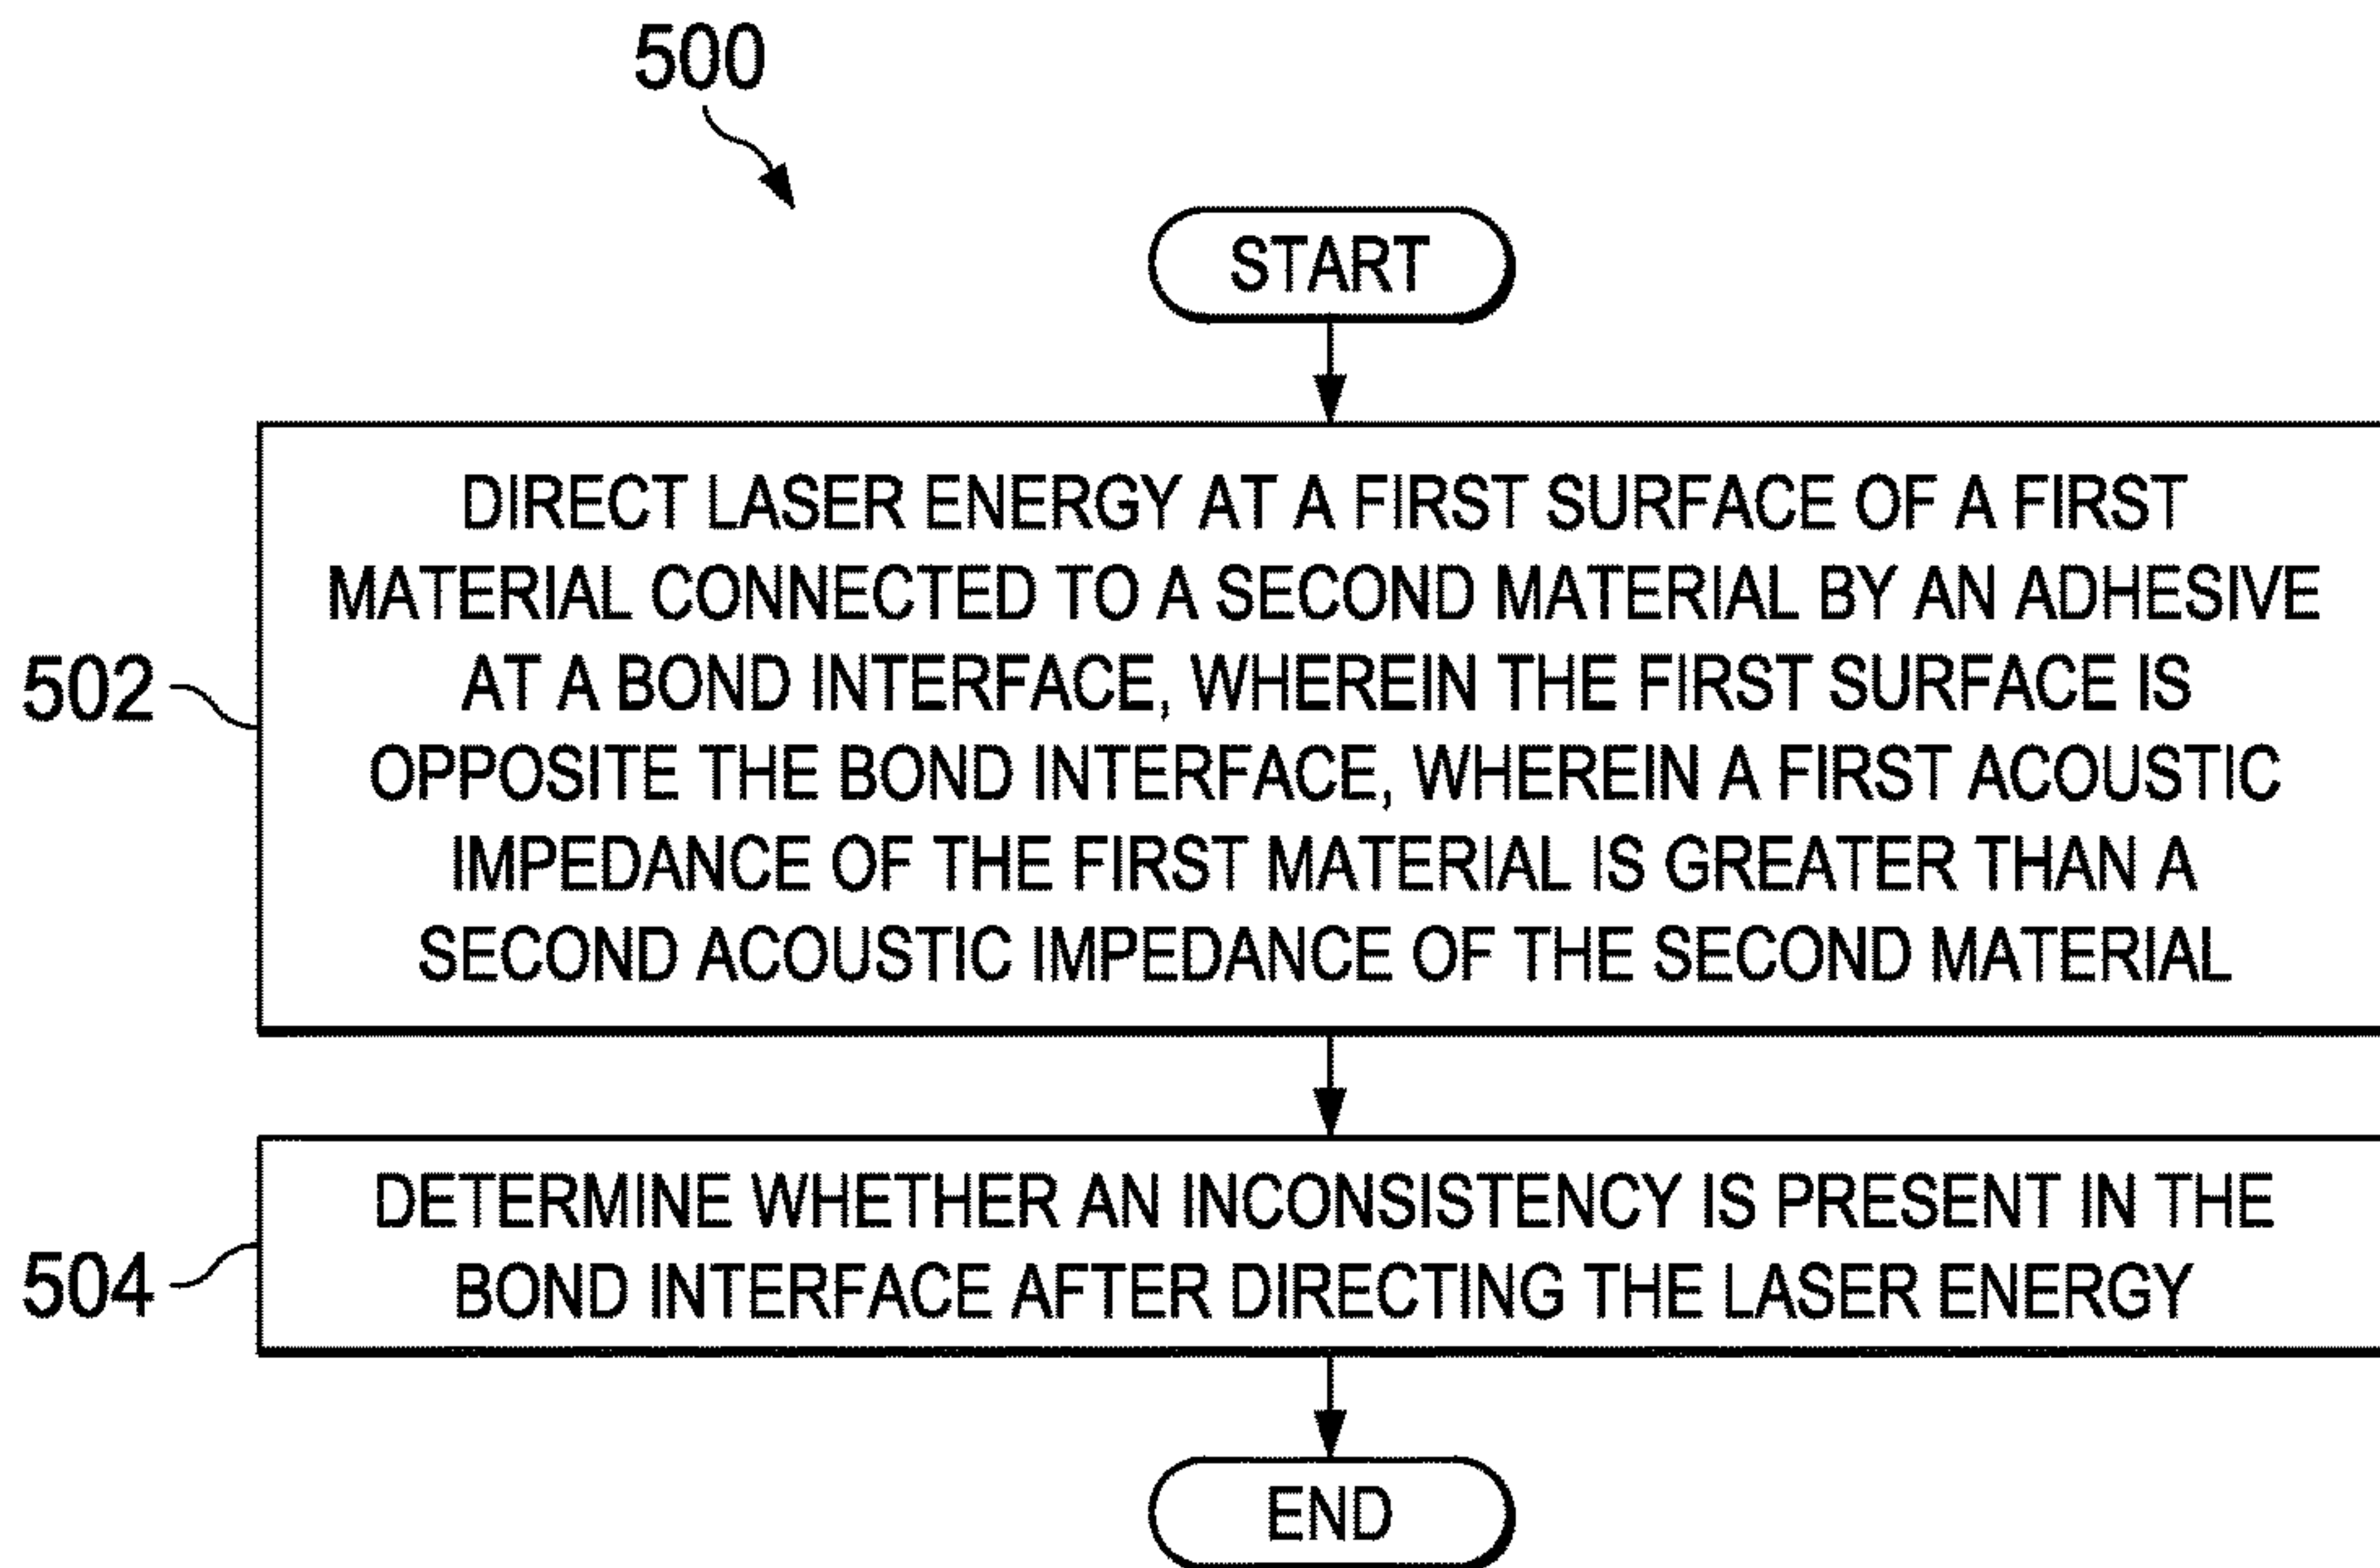 500
START
DIRECT LASER ENERGY AT A FIRST SURFACE OF A FIRST
MATERIAL CONNECTED TO A SECOND MATERIAL BY AN ADHESIVE
AT A BOND INTERFACE, WHEREIN THE FIRST SURFACE IS
OPPOSITE THE BOND INTERFACE, WHEREIN A FIRST ACOUSTIC
IMPEDANCE OF THE FIRST MATERIAL IS GREATER THAN A
SECOND ACOUSTIC IMPEDANCE OF THE SECOND MATERIAL
502
DETERMINE WHETHER AN INCONSISTENCY IS PRESENT IN THE
BOND INTERFACE AFTER DIRECTING THE LASER ENERGY
504
END